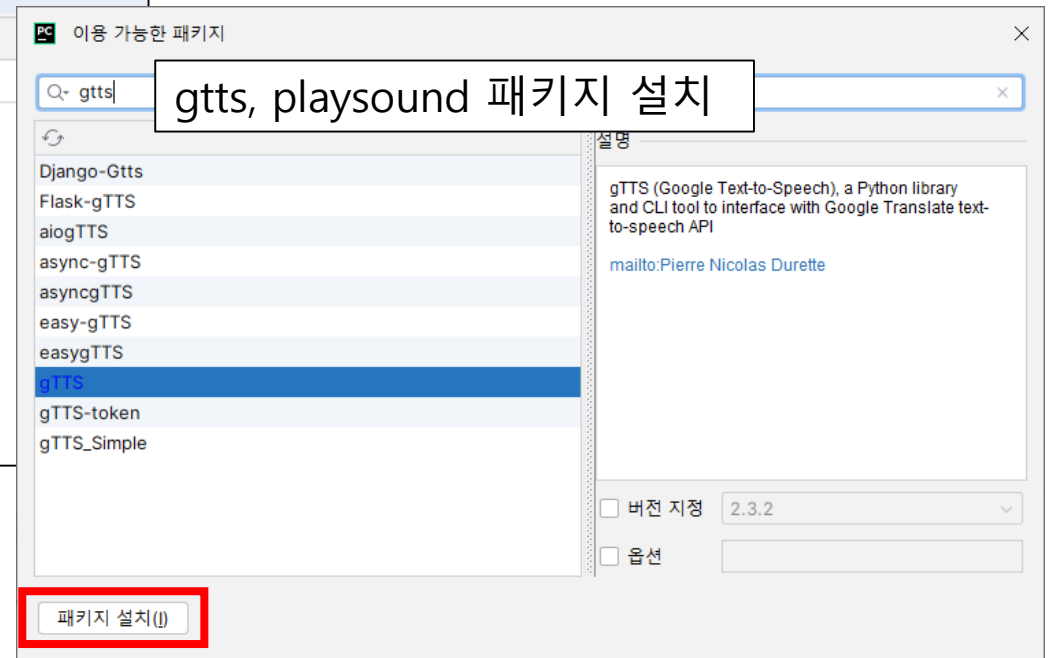 PC 이용 가능한 패키지
gtts
gtts, playsound 패키지 설치
설명
Django-Gtts
Flask-gTTS
aiogTTS
async-gTTS
asyncgTTS
easy-gTTS
easygTTS
gTTS
gTTS-token
gTTS_Simple
gTTS (Google Text-to-Speech), a Python library
and CLI tool to interface with Google Translate text-
to-speech API
mailto:Pierre Nicolas Durette
버전 지정 2.3.2
옵션
패키지 설치(I)